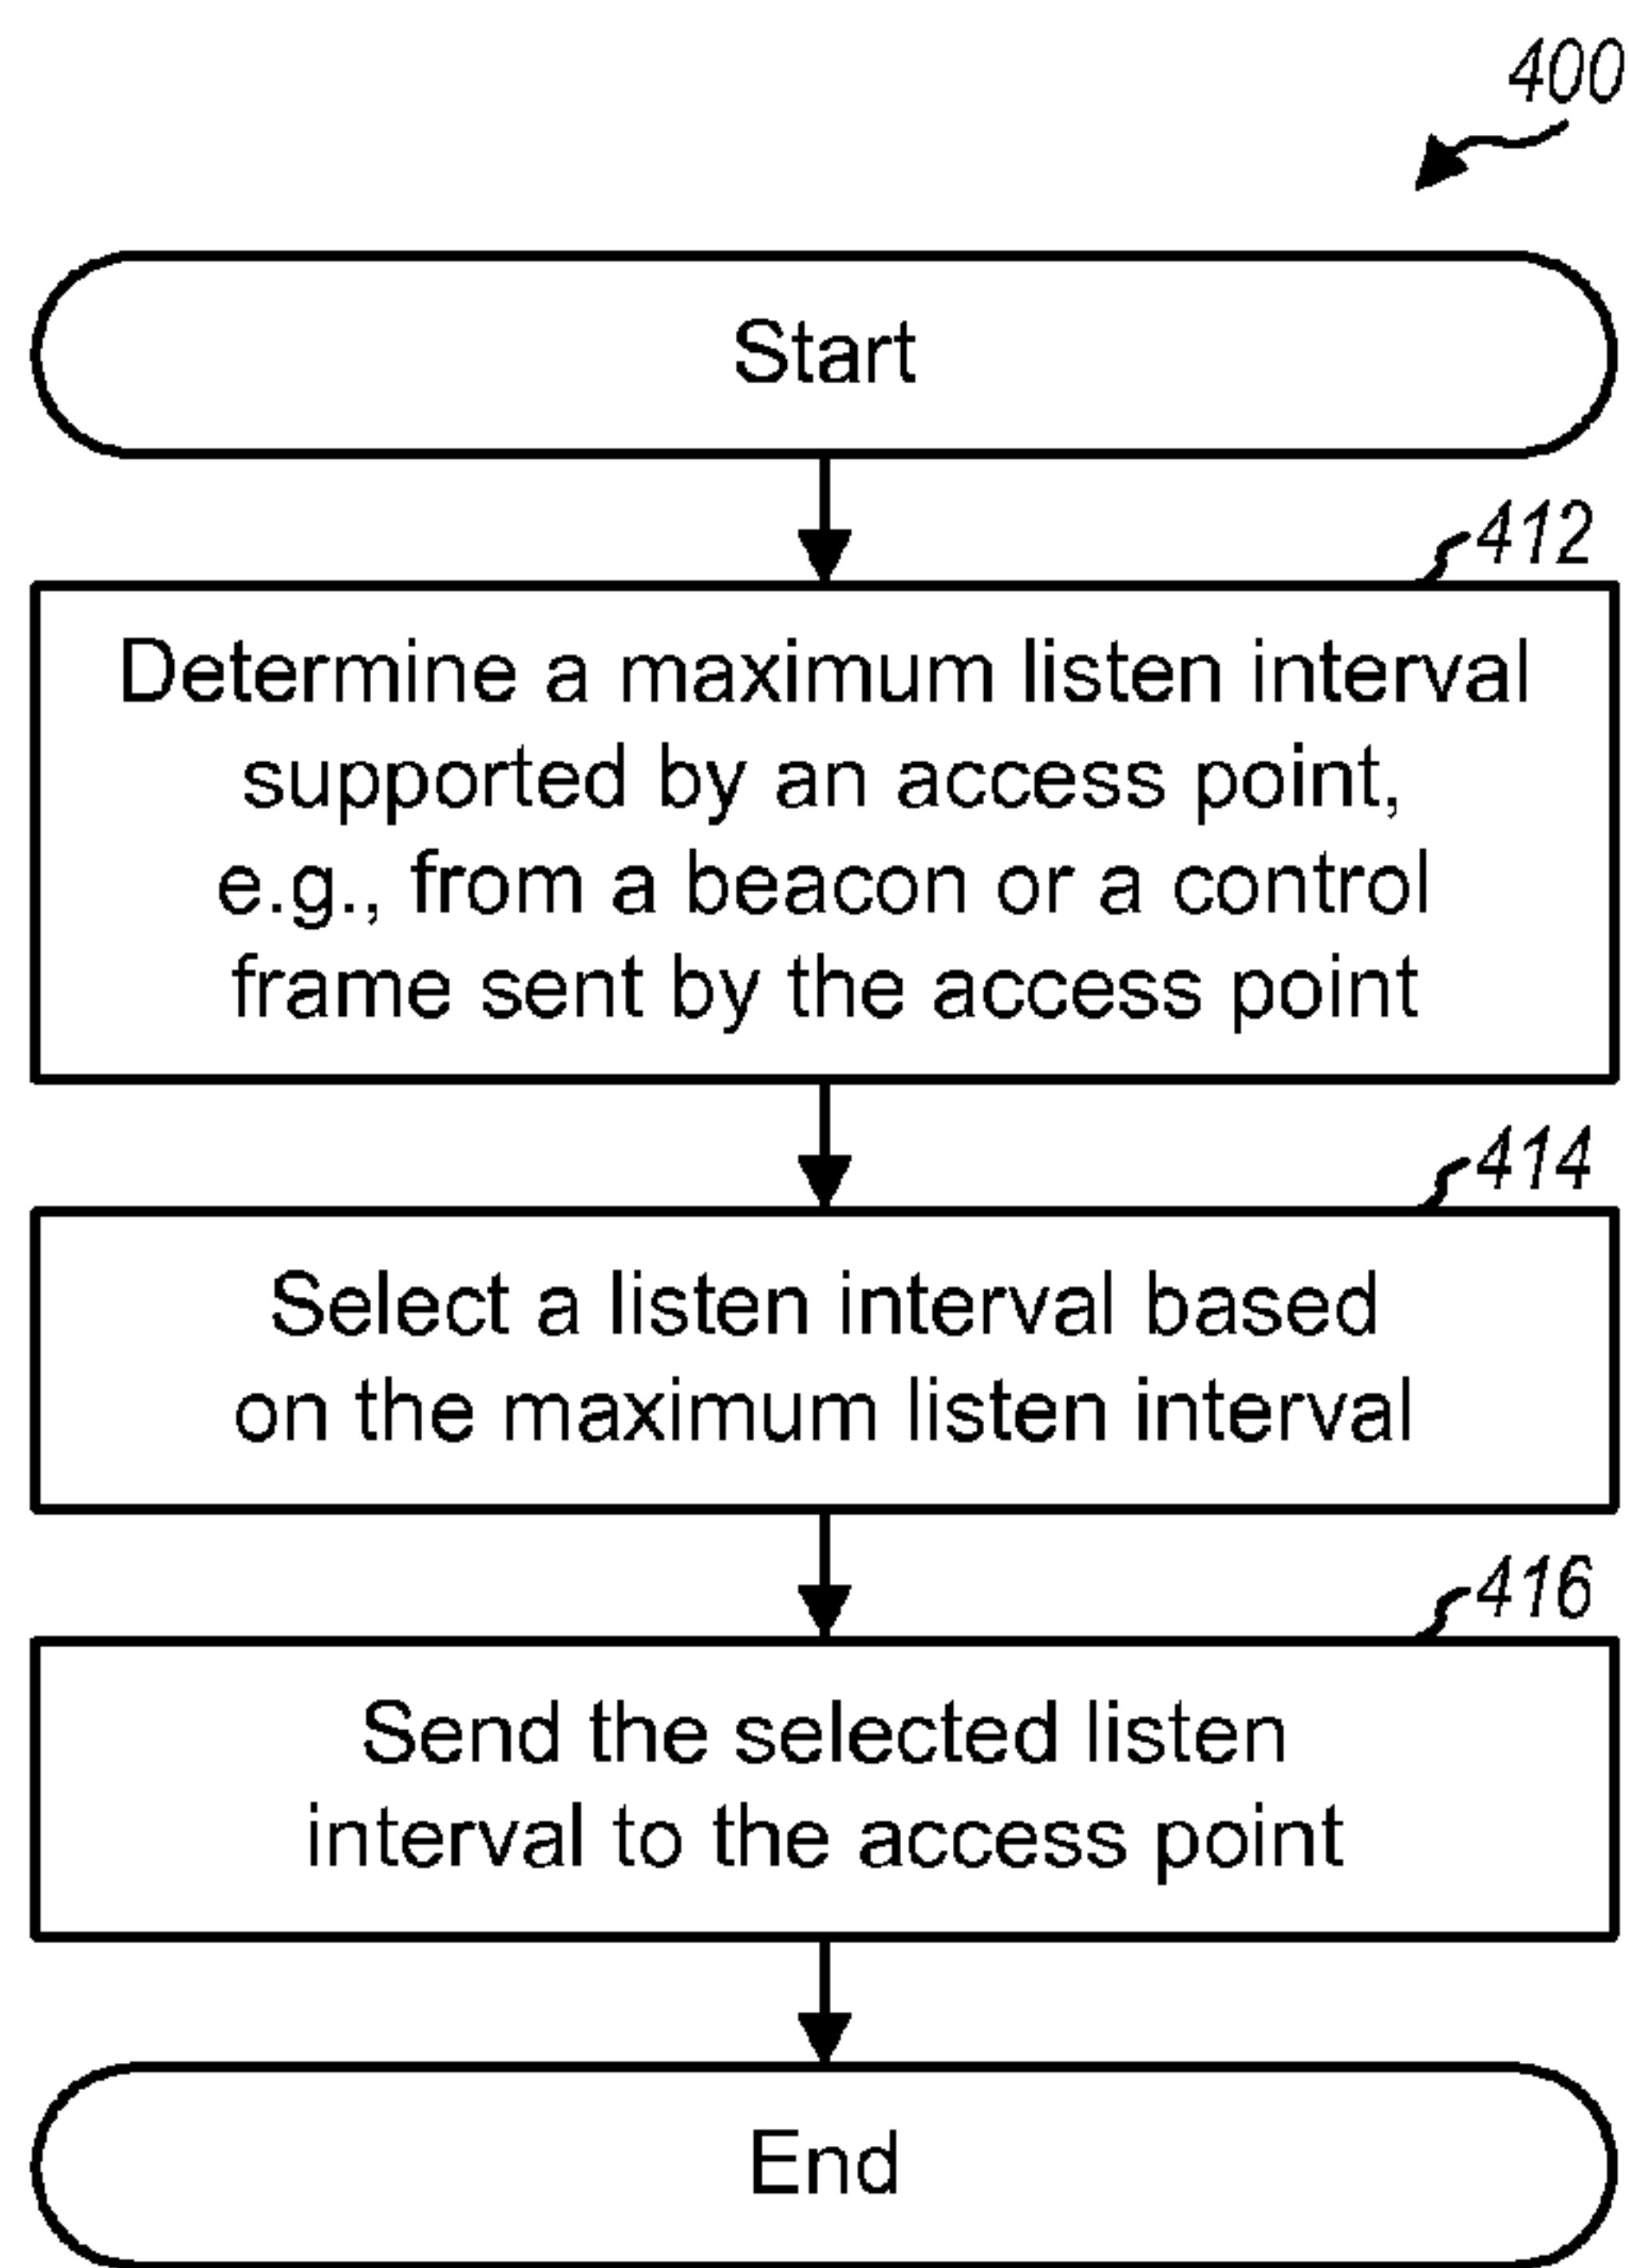 400
Start
412
Determine a maximum listen interval
supported by an access point,
e.g., from a beacon or a control
frame sent by the access point
414
Select a listen interval based
on the maximum listen interval
416
Send the selected listen
interval to the access point
End